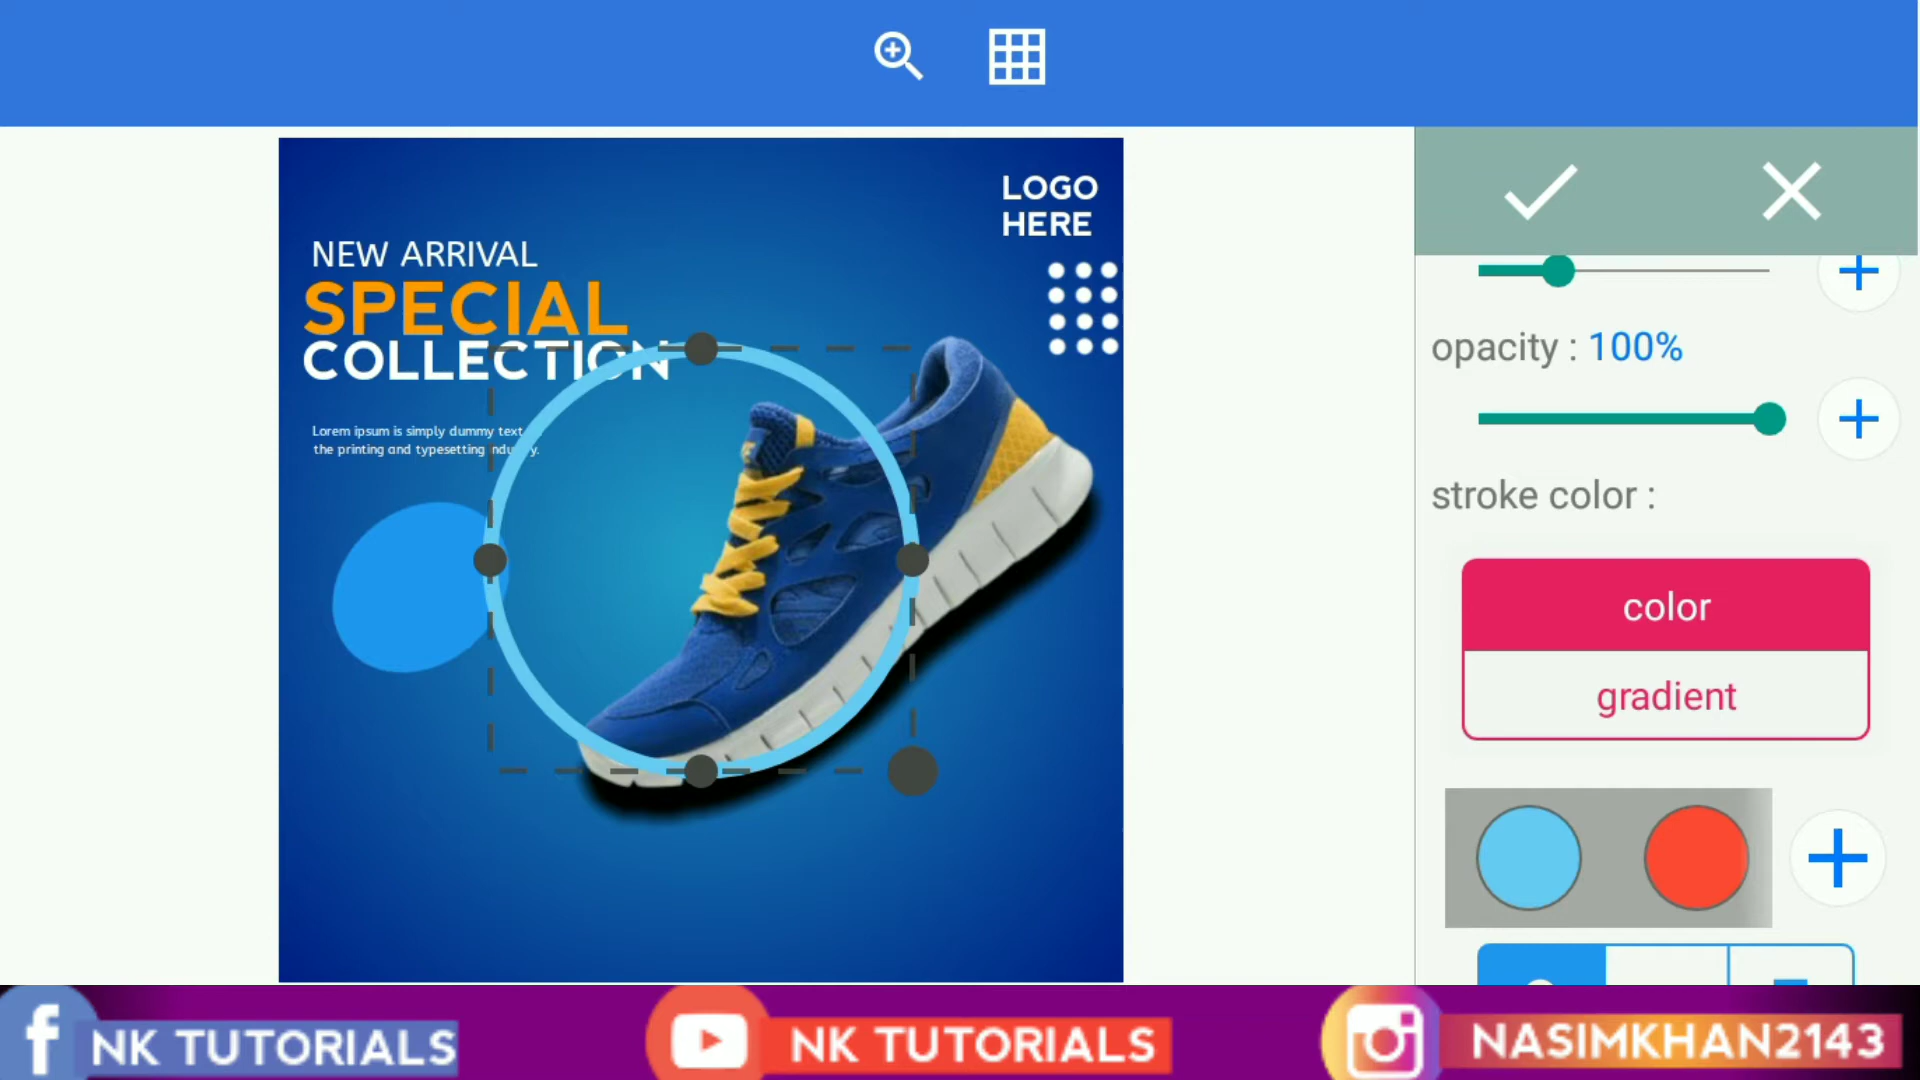 LOGO
HERE
NEW ARRIVAL
SPECIAL
COLLECTION
Lorem ipsum is simply dummy text
the printing and typesetting industry.
opacity : 100%
stroke color :
color
gradient
NK TUTORIALS
NK TUTORIALS
NASIMKHAN2143